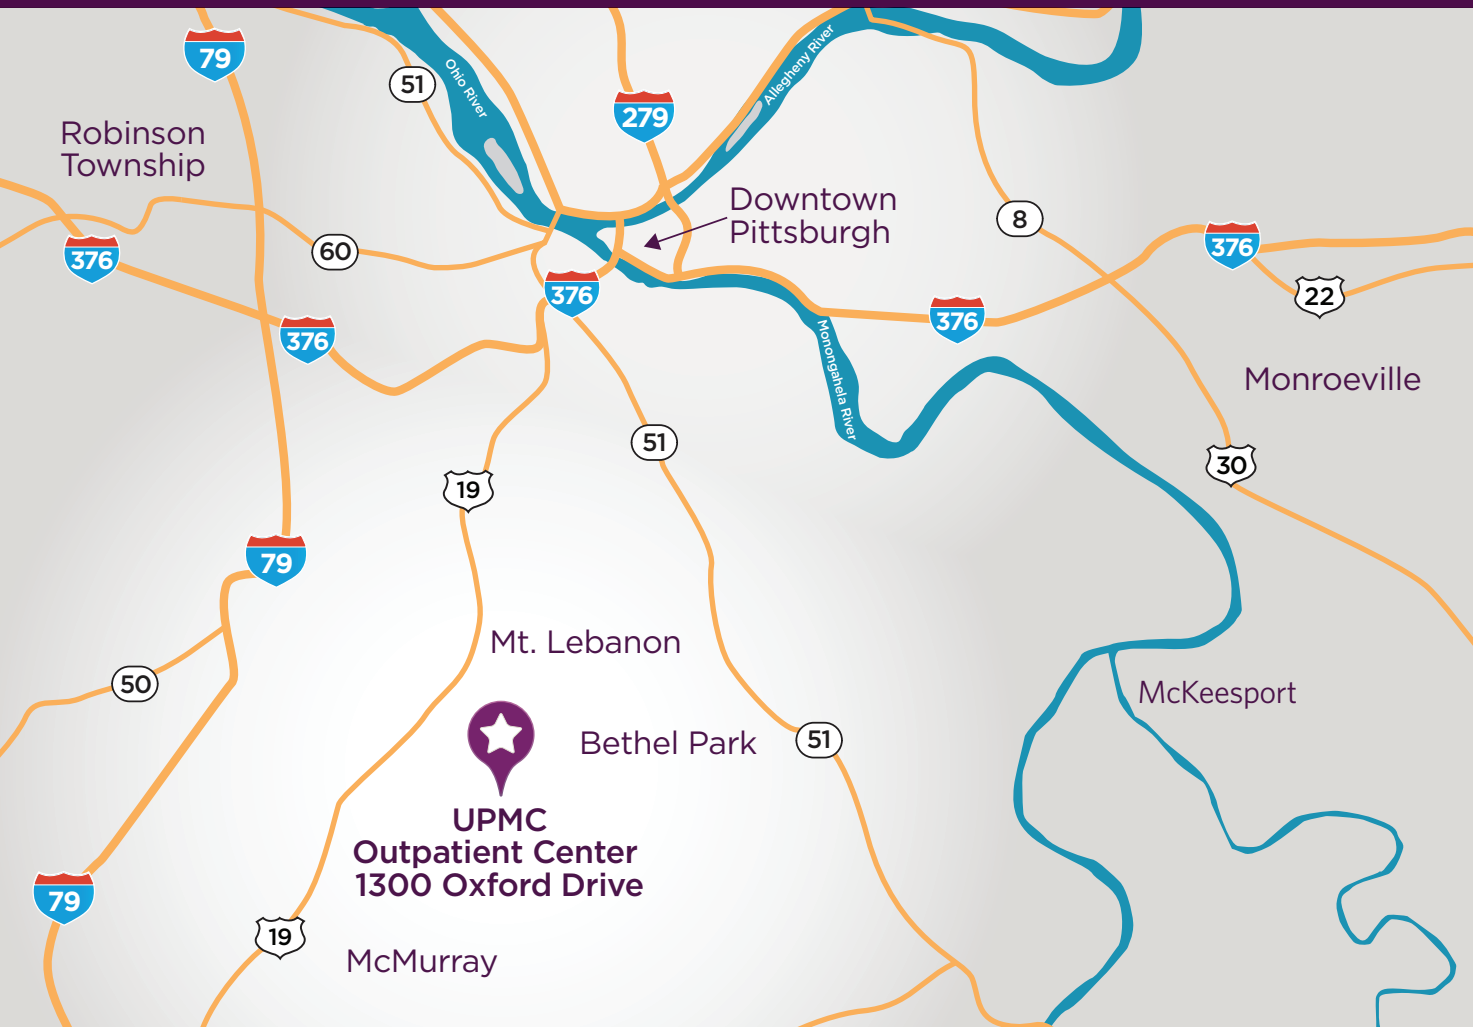 79
51
Ohio River
279
Allegheny River
Robinson
Township
Downtown
Pittsburgh
8
376
60
376
376
22
376
376
Monongahela River
Monroeville
51
30
19
79
Mt. Lebanon
50
McKeesport
Bethel Park
51
UPMC
Outpatient Center
1300 Oxford Drive
79
19
McMurray